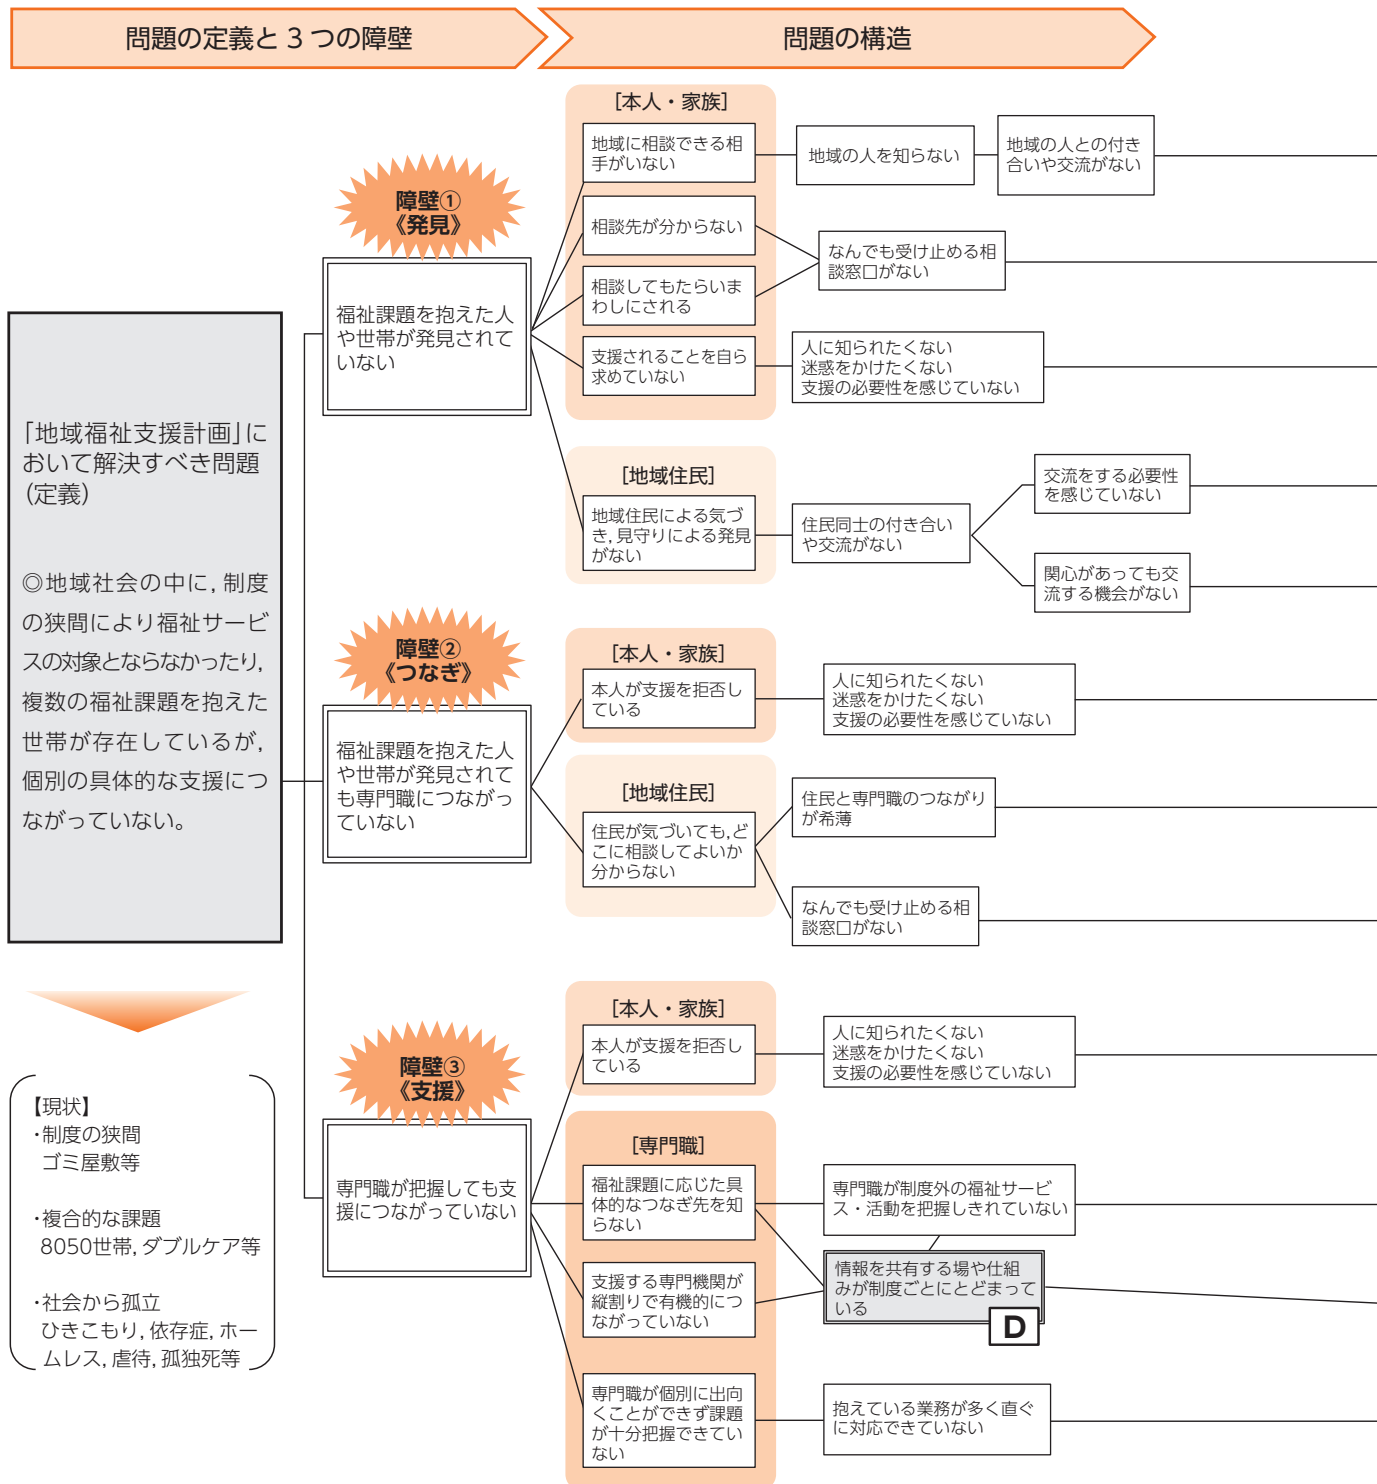 問題の定義と3つの障壁
問題の構造
「地域福祉支援計画」に
おいて解決すべき問題
(定義)
◎地域社会の中に,制度
の狭間により福祉サービ
スの対象とならなかったり,
複数の福祉課題を抱えた
世帯が存在しているが,
個別の具体的な支援につ
ながっていない。
【現状】
・制度の狭間
ゴミ屋敷等
・複合的な課題
8050世帯,ダブルケア等
・社会から孤立
ひきこもり,依存症,ホー
ムレス,虐待,孤独死等
障壁①
《発見》
福祉課題を抱えた人
や世帯が発見されて
いない
[本人・家族]
地域に相談できる相
手がいない
地域の人を知らない
地域の人との付き
合いや交流がない
相談先が分からない
相談してもたらいま
わしにされる
なんでも受け止める相
談窓口がない
支援されることを自ら
求めていない
人に知られたくない
迷惑をかけたくない
支援の必要性を感じていない
[地域住民]
地域住民による気づ
き,見守りによる発見
がない
住民同士の付き合い
や交流がない
交流をする必要性
を感じていない
関心があっても交
流する機会がない
障壁②
《つなぎ》
福祉課題を抱えた人
や世帯が発見されて
も専門職につながっ
ていない
[本人・家族]
本人が支援を拒否し
ている
人に知られたくない
迷惑をかけたくない
支援の必要性を感じていない
[地域住民]
住民が気づいても,ど
こに相談してよいか
分からない
住民と専門職のつながり
が希薄
なんでも受け止める相
談窓口がない
障壁③
《支援》
専門職が把握しても支
援につながっていない
[本人・家族]
本人が支援を拒否し
ている
人に知られたくない
迷惑をかけたくない
支援の必要性を感じていない
[専門職]
福祉課題に応じた具
体的なつなぎ先を知
らない
専門職が制度外の福祉サービ
ス・活動を把握しきれていない
支援する専門機関が
縦割りで有機的につ
ながっていない
情報を共有する場や仕組
みが制度ごとにとどまって
いる
D
専門職が個別に出向
くことができず課題
が十分把握できてい
ない
抱えている業務が多く直ぐ
に対応できていない